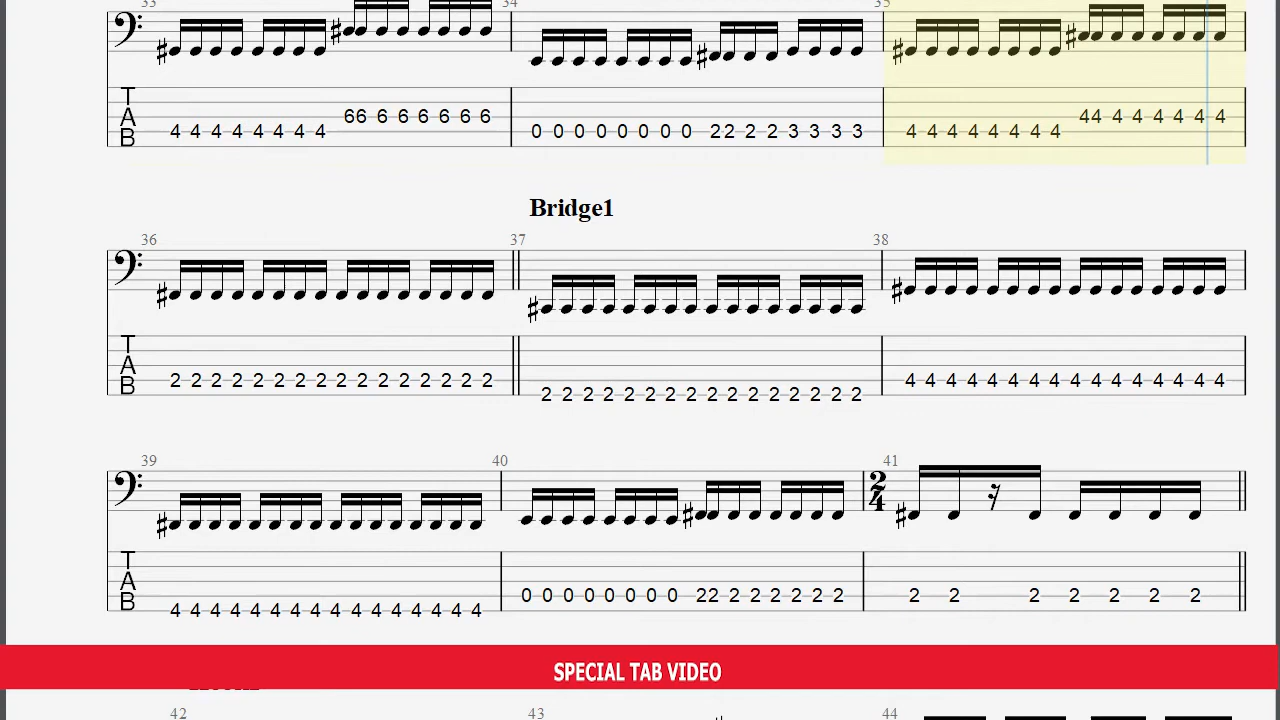 33 34 35
T
A
B
4 4 4 4 4 4 4 4 66 6 6 6 6 6 6 0 0 0 0 0 0 0 0 22 2 2 3 3 3 3 4 4 4 4 4 4 4 4 44 4 4 4 4 4 4
Bridge1
36 37 38
T
A
B
2 2 2 2 2 2 2 2 2 2 2 2 2 2 2 2 2 2 2 2 2 2 2 2 2 2 2 2 2 2 2 2 4 4 4 4 4 4 4 4 4 4 4 4 4 4 4 4
39 40 41
2
4
T
A
B
4 4 4 4 4 4 4 4 4 4 4 4 4 4 4 4 0 0 0 0 0 0 0 0 22 2 2 2 2 2 2 2 2 2 2 2 2 2
SPECIAL TAB VIDEO
42 43 44